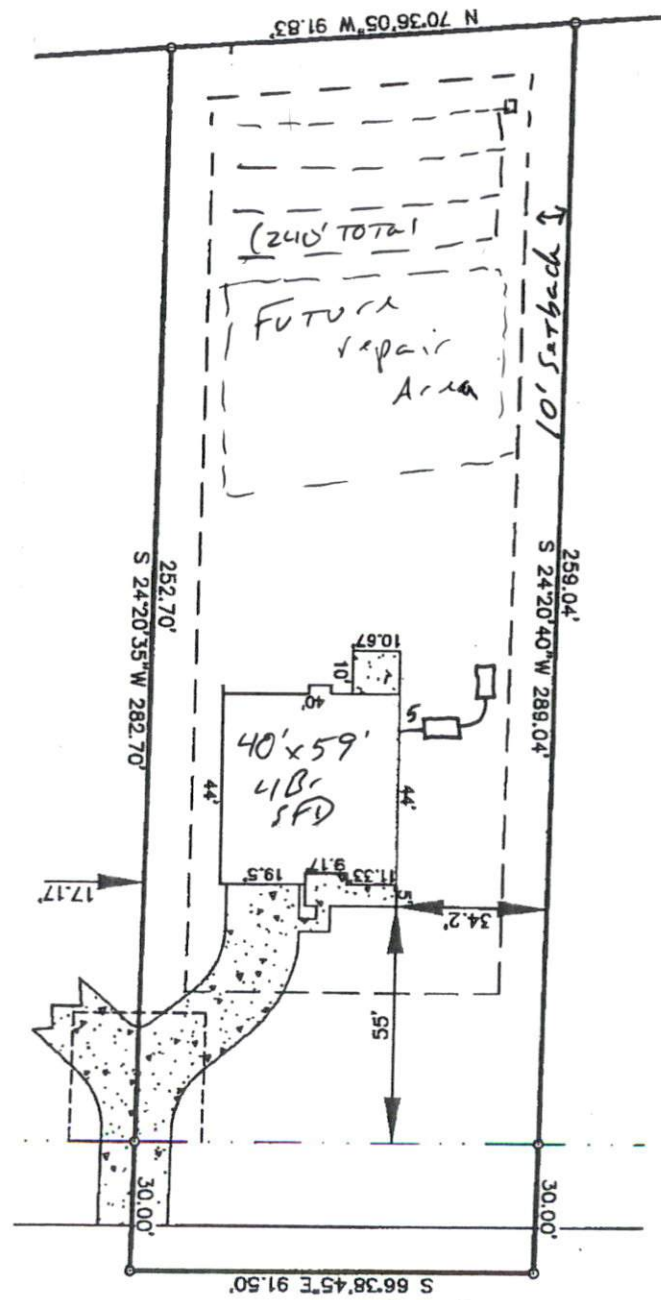 N 70°36'05"W 91.83'
(240' TOTal
FUTUre
repair
Area
10' SeTback
252.70'
S 24°20'35"W 282.70'
259.04'
S 24°20'40"W 289.04'
10.67'
10'
40'
40' x 59'
4Br
SFD
44'
44'
5
19.5'
9.17
11.33'
5'
17.17'
34.2'
55'
30.00'
30.00'
S 66°38'45"E 91.50'